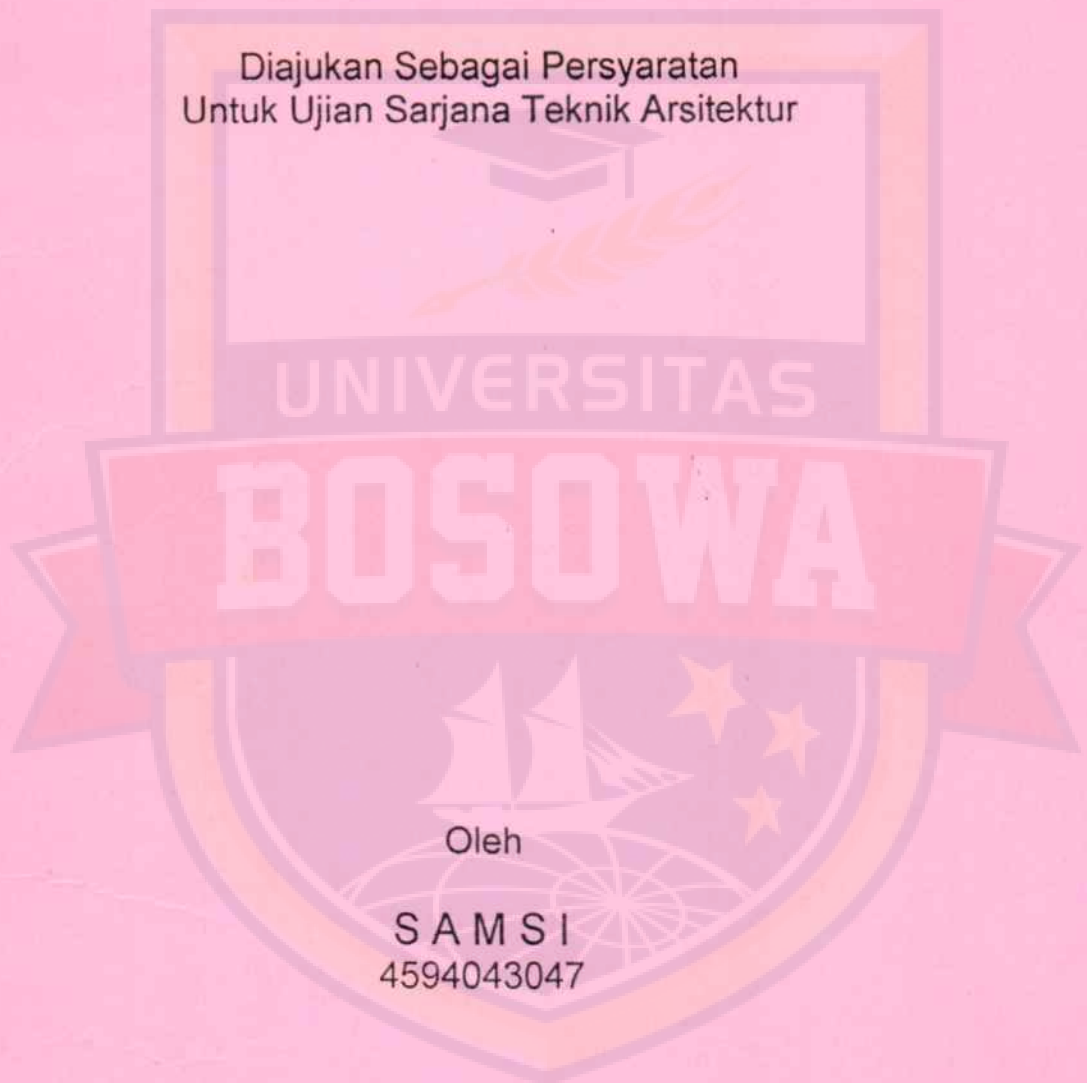 Diajukan Sebagai Persyaratan
Untuk Ujian Sarjana Teknik Arsitektur
UNIVERSITAS
BOSOWA
Oleh
S A M S I
4594043047